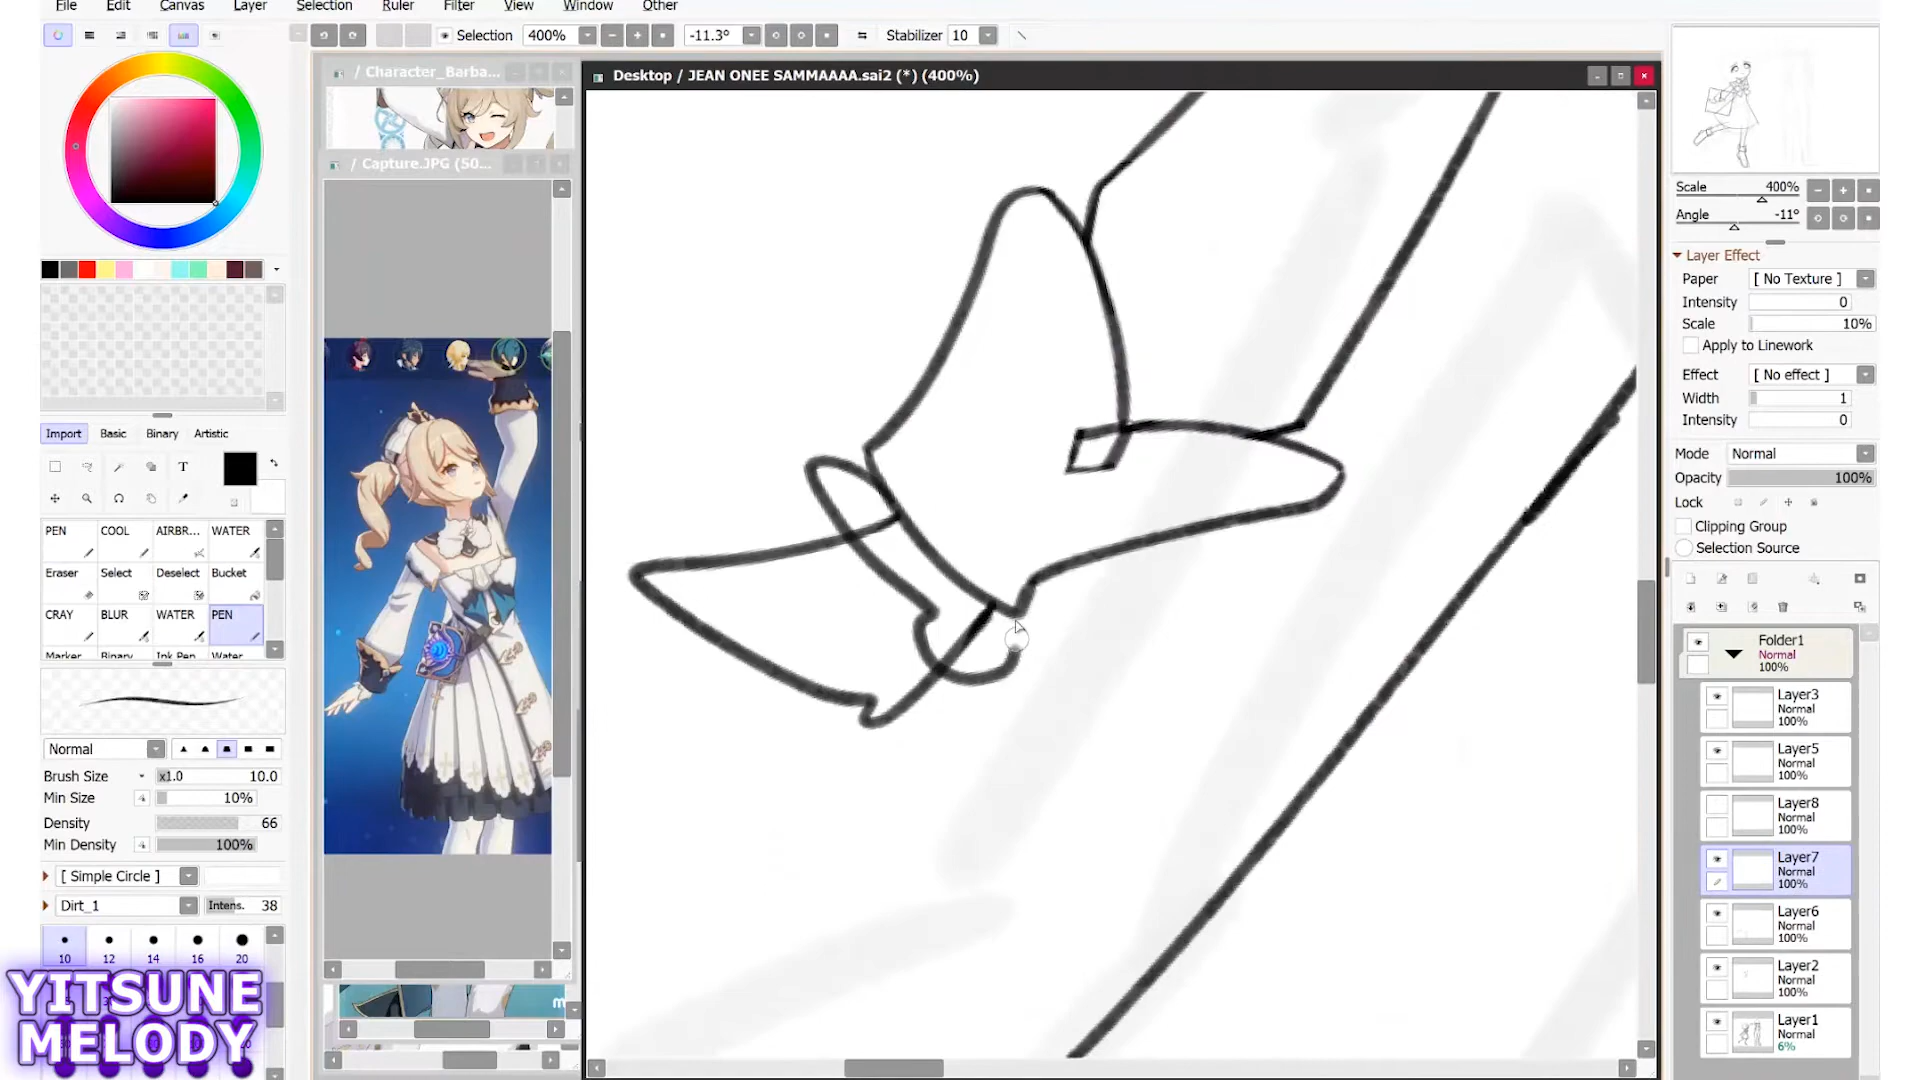 File Edit Canvas Layer Selection Ruler Filter View Window Other
Selection 400% -11.3° Stabilizer 10
/ Character_Barba...
Desktop / JEAN ONEE SAMMAAAA.sai2 (*) (400%)
/ Capture.JPG (50...
Scale 400%
Angle -11°
Layer Effect
Paper [ No Texture ]
Intensity 0
Scale 10%
Apply to Linework
Effect [ No effect ]
Width 1
Intensity 0
Mode Normal
Opacity 100%
Lock
Clipping Group
Selection Source
Folder1
Normal
100%
Layer3
Normal
100%
Layer5
Normal
100%
Layer8
Normal
100%
Layer7
Normal
100%
Layer6
Normal
100%
Layer2
Normal
100%
Layer1
Normal
6%
Import Basic Binary Artistic
T
PEN COOL AIRBR... WATER
Eraser Select Deselect Bucket
CRAY BLUR WATER PEN
Marker Binary Ink Pen Water
Normal
Brush Size x1.0 10.0
Min Size 10%
Density 66
Min Density 100%
[ Simple Circle ]
Dirt_1 Intens. 38
10 12 14 16 20
YITSUNE
MELODY
m